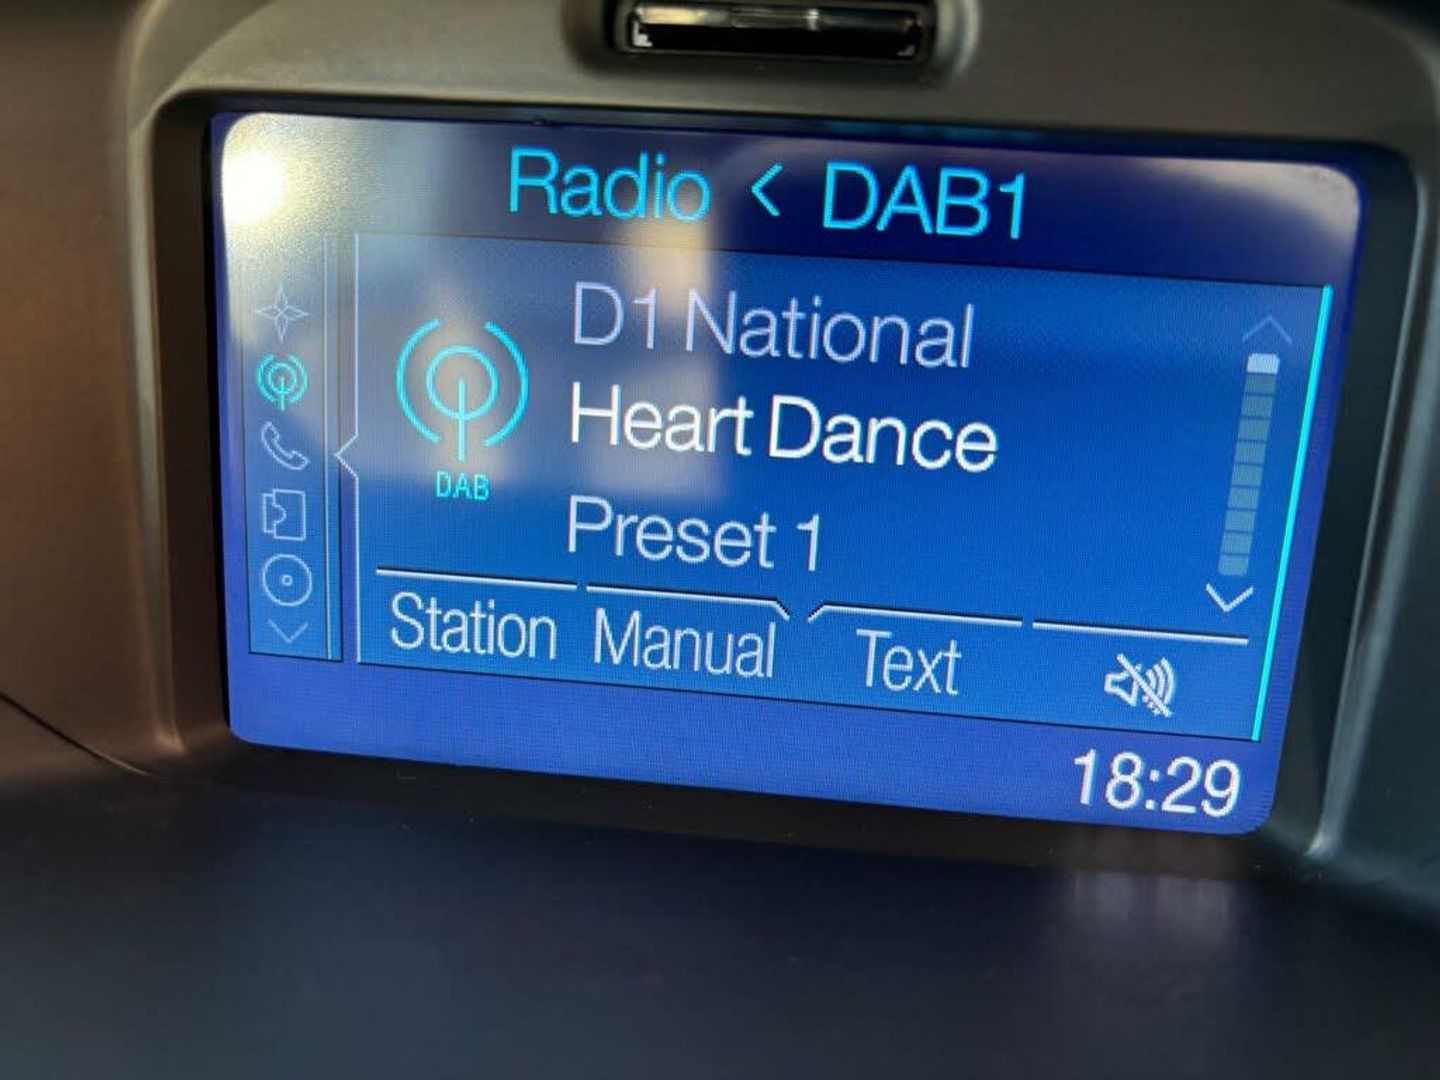 Radio < DAB1
D1 National
Heart Dance
DAB
Preset 1
Station Manual Text
18:29